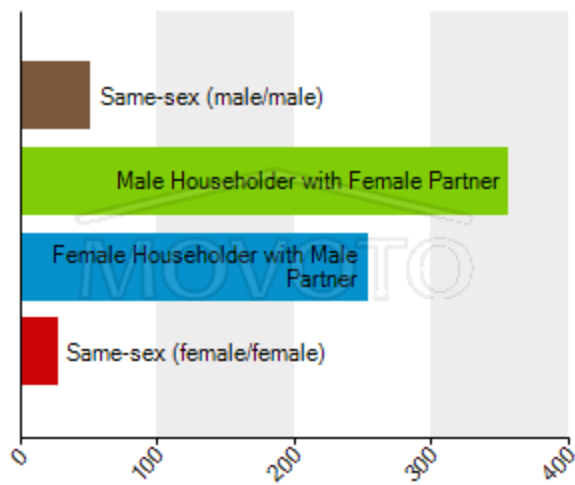 Same-sex (male/male)
Male Householder with Female Partner
Female Householder with Male
Partner
MOVOTO
Same-sex (female/female)
0
100
200
300
400